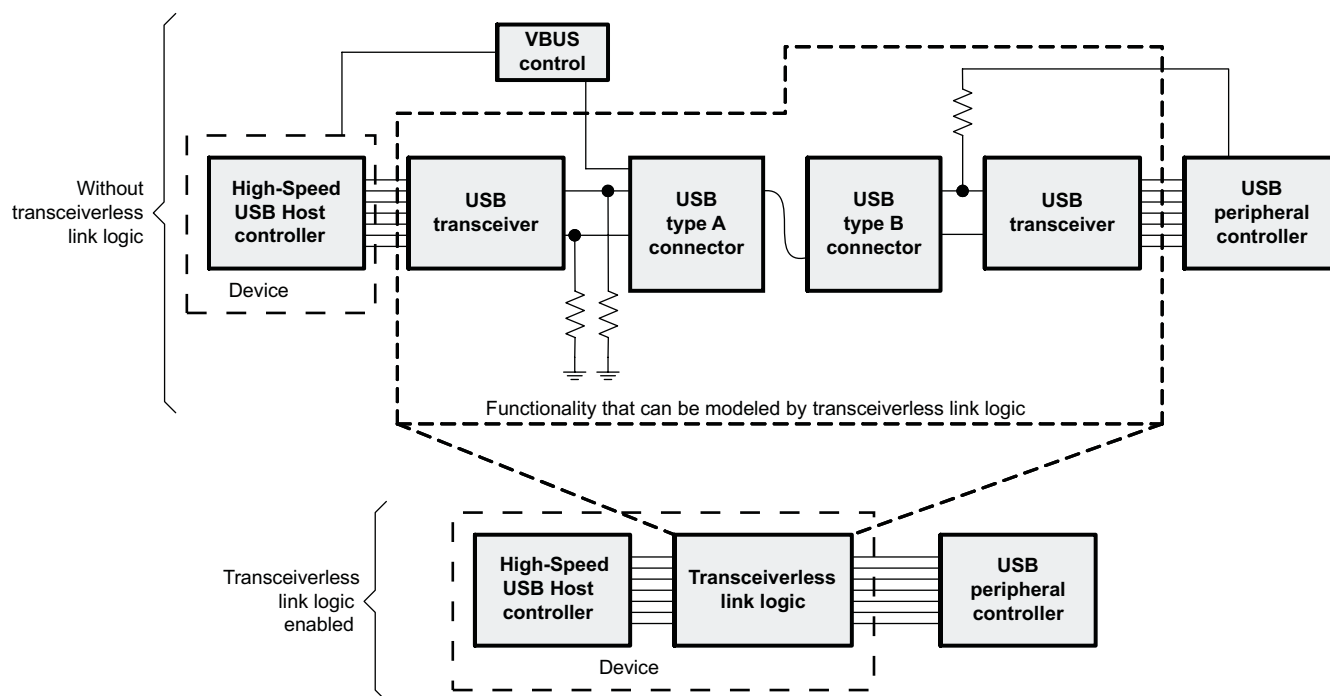 VBUS
control
Without
transceiverless
link logic
High-Speed
USB Host
controller
Device
USB
transceiver
USB
type A
connector
USB
type B
connector
USB
transceiver
USB
peripheral
controller
Functionality that can be modeled by transceiverless link logic
Transceiverless
link logic
enabled
High-Speed
USB Host
controller
Transceiverless
link logic
USB
peripheral
controller
Device